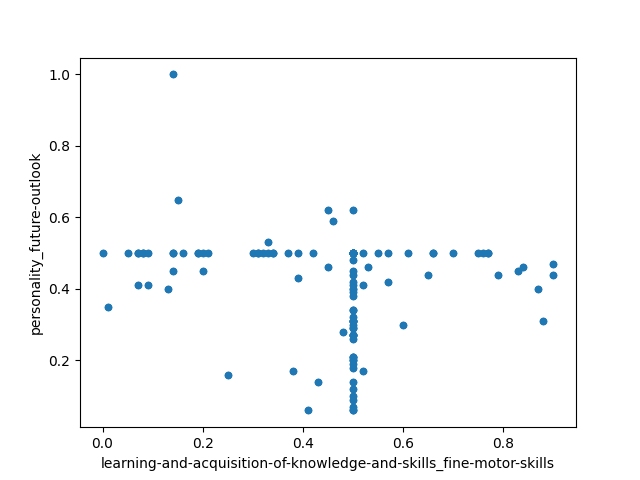 1.0
0.8
0.6
0.4
0.2
personality_future-outlook
0.0 0.2 0.4 0.6 0.8
learning-and-acquisition-of-knowledge-and-skills_fine-motor-skills